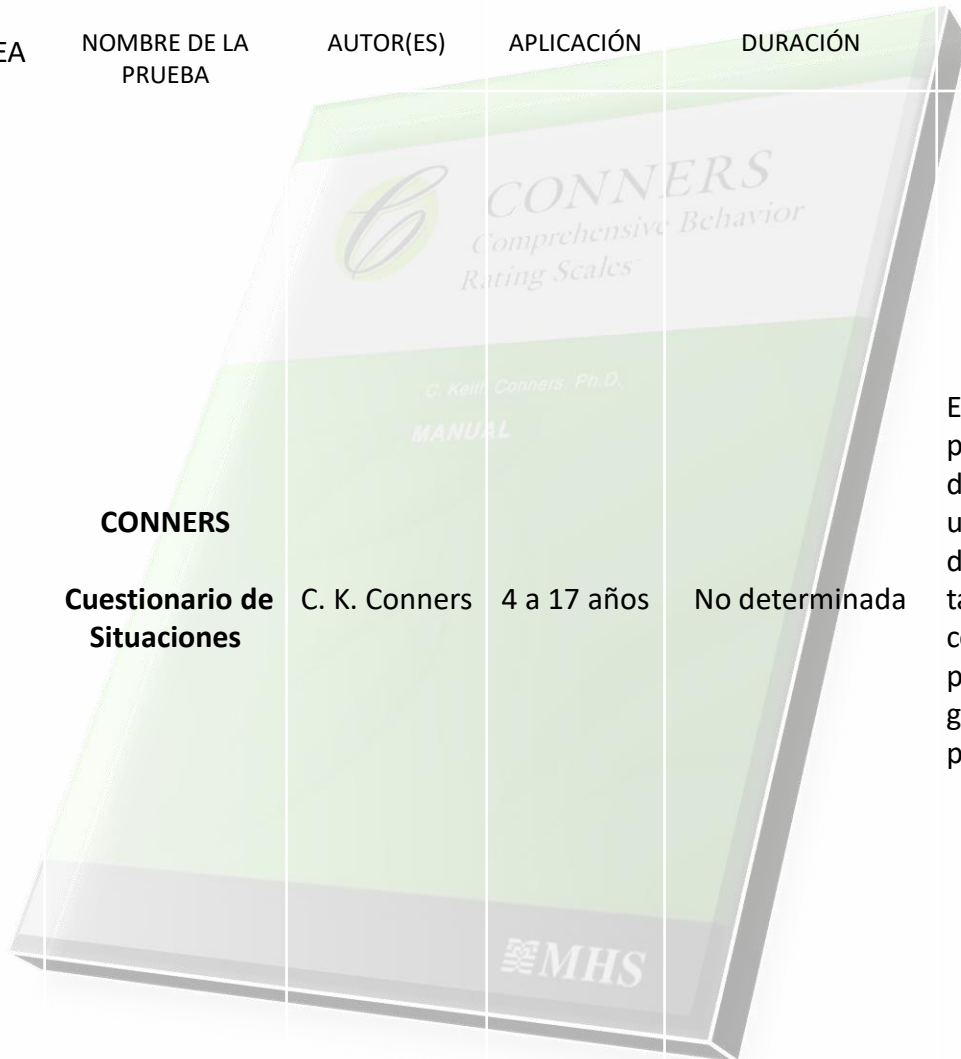 NOMBRE DE LA
PRUEBA
AUTOR(ES)
APLICACIÓN
DURACIÓN
CONNERS
Comprehensive Behavior
Rating Scales
C. Keith Conners, Ph.D.
MANUAL
CONNERS
Cuestionario de
Situaciones
C. K. Conners
4 a 17 años
No determinada
MHS